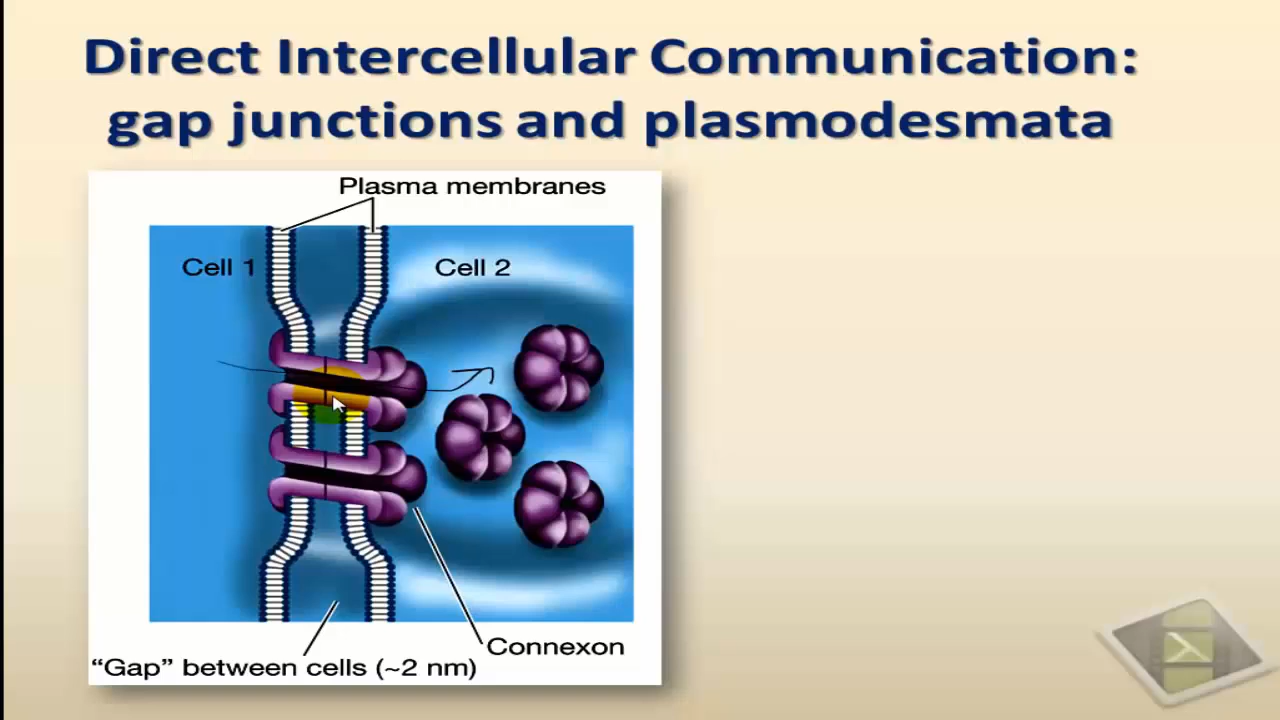 Direct Intercellular Communication:
gap junctions and plasmodesmata
Plasma membranes
Cell 1
Cell 2
Connexon
“Gap” between cells (~2 nm)